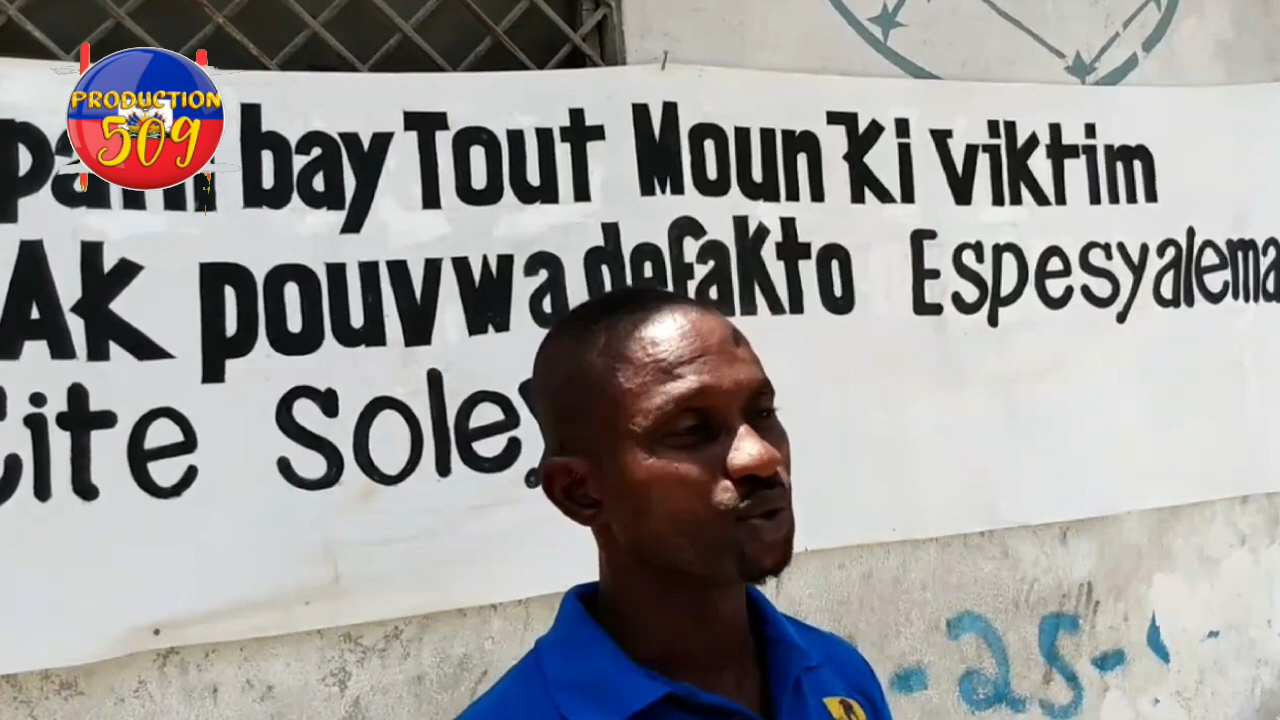 PRODUCTION
509
bay Tout Moun ki viktim
Ak pouvwa defakto Espesyalema
Cite Soley
-25-